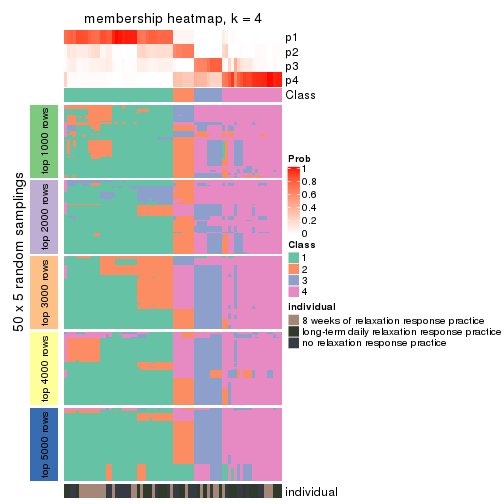 membership heatmap, k = 4
p1
p2
p3
p4
Class
50 x 5 random samplings
top 1000 rows
top 2000 rows
top 3000 rows
top 4000 rows
top 5000 rows
Prob
1
0.8
0.6
0.4
0.2
0
Class
1
2
3
4
individual
8 weeks of relaxation response practice
long-term daily relaxation response practice
no relaxation response practice
individual